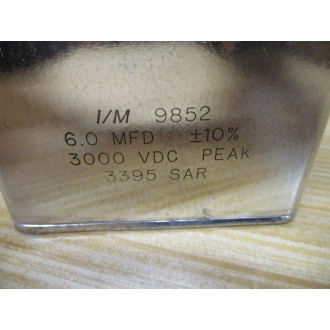 I/M 9852
6.0 MFD ±10%
3000 VDC PEAK
3395 SAR